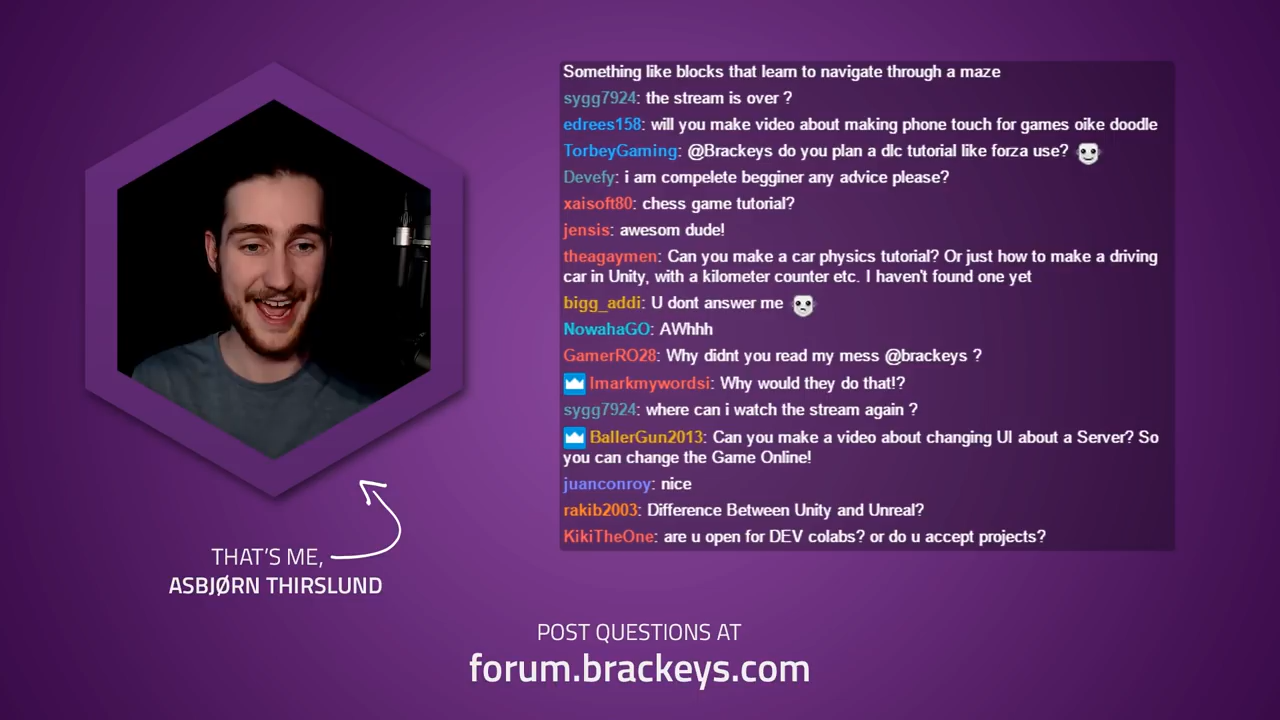 Something like blocks that learn to navigate through a maze
sygg7924: the stream is over ?
edrees158: will you make video about making phone touch for games oike doodle
TorbeyGaming: @Brackeys do you plan a dlc tutorial like forza use?
Devefy: i am compelete begginer any advice please?
xaisoft80: chess game tutorial?
jensis: awesom dude!
theagaymen: Can you make a car physics tutorial? Or just how to make a driving
car in Unity, with a kilometer counter etc. I haven't found one yet
bigg_addi: U dont answer me
NowahaGO: AWhhh
GamerRO28: Why didnt you read my mess @brackeys ?
Imarkmywordsi: Why would they do that!?
sygg7924: where can i watch the stream again ?
BallerGun2013: Can you make a video about changing UI about a Server? So
you can change the Game Online!
juanconroy: nice
rakib2003: Difference Between Unity and Unreal?
KikiTheOne: are u open for DEV colabs? or do u accept projects?
THAT'S ME,
ASBJØRN THIRSLUND
POST QUESTIONS AT
forum.brackeys.com